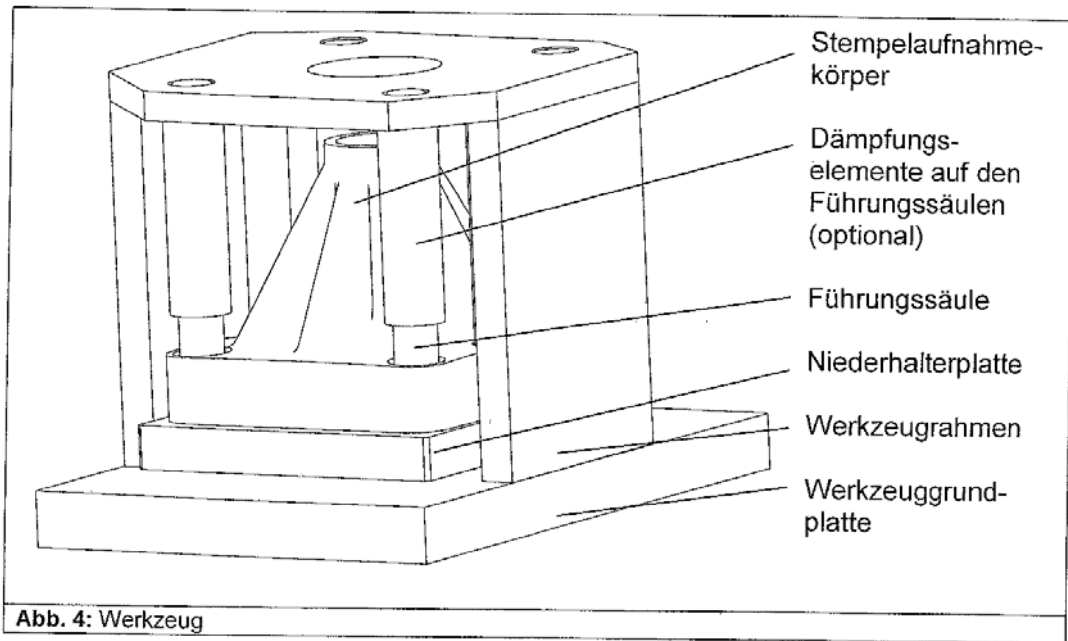 Stempelaufnahme-
körper
Dämpfungs-
elemente auf den
Führungssäulen
(optional)
Führungssäule
Niederhalterplatte
Werkzeugrahmen
Werkzeuggrund-
platte
Abb. 4: Werkzeug